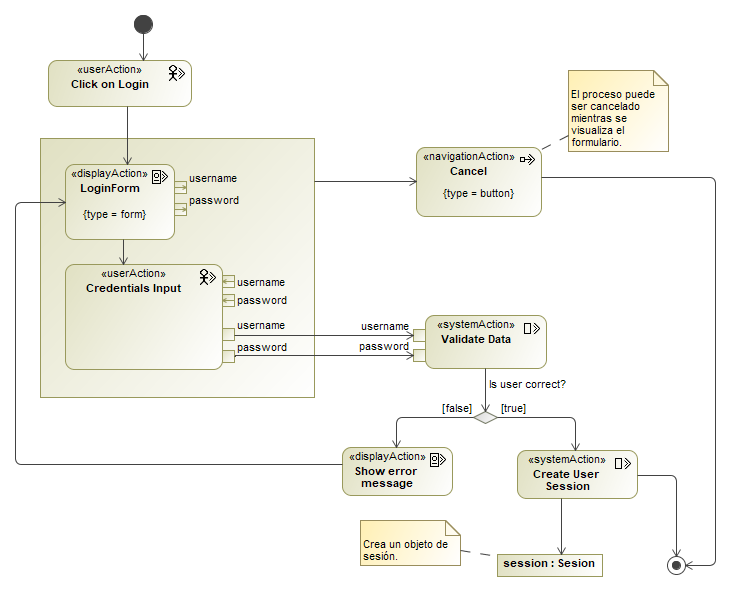 «userAction»
Click on Login
El proceso puede
ser cancelado
mientras se
visualiza el
formulario.
«displayAction»
LoginForm
{type = form}
username
password
«navigationAction»
Cancel
{type = button}
«userAction»
Credentials Input
username
password
username
password
username
password
«systemAction»
Validate Data
Is user correct?
[false]
[true]
«displayAction»
Show error
message
«systemAction»
Create User
Session
Crea un objeto de
sesión.
session : Sesion